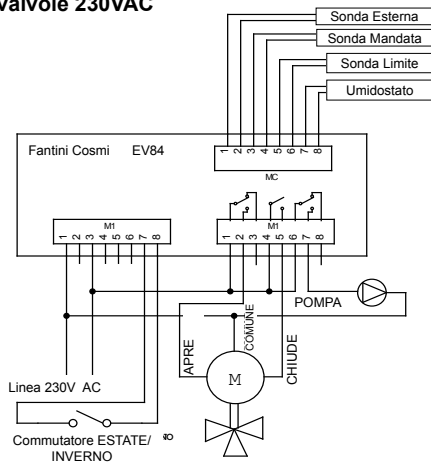 valvole 230VAC
Sonda Esterna
Sonda Mandata
Sonda Limite
Umidostato
Fantini Cosmi EV84
1 2 3 4 5 6 7 8
MC
M1
1 2 3 4 5 6 7 8
M1
1 2 3 4 5 6 7 8
POMPA
APRE
COMUNE
CHIUDE
M
Linea 230V AC
Commutatore ESTATE/
INVERNO